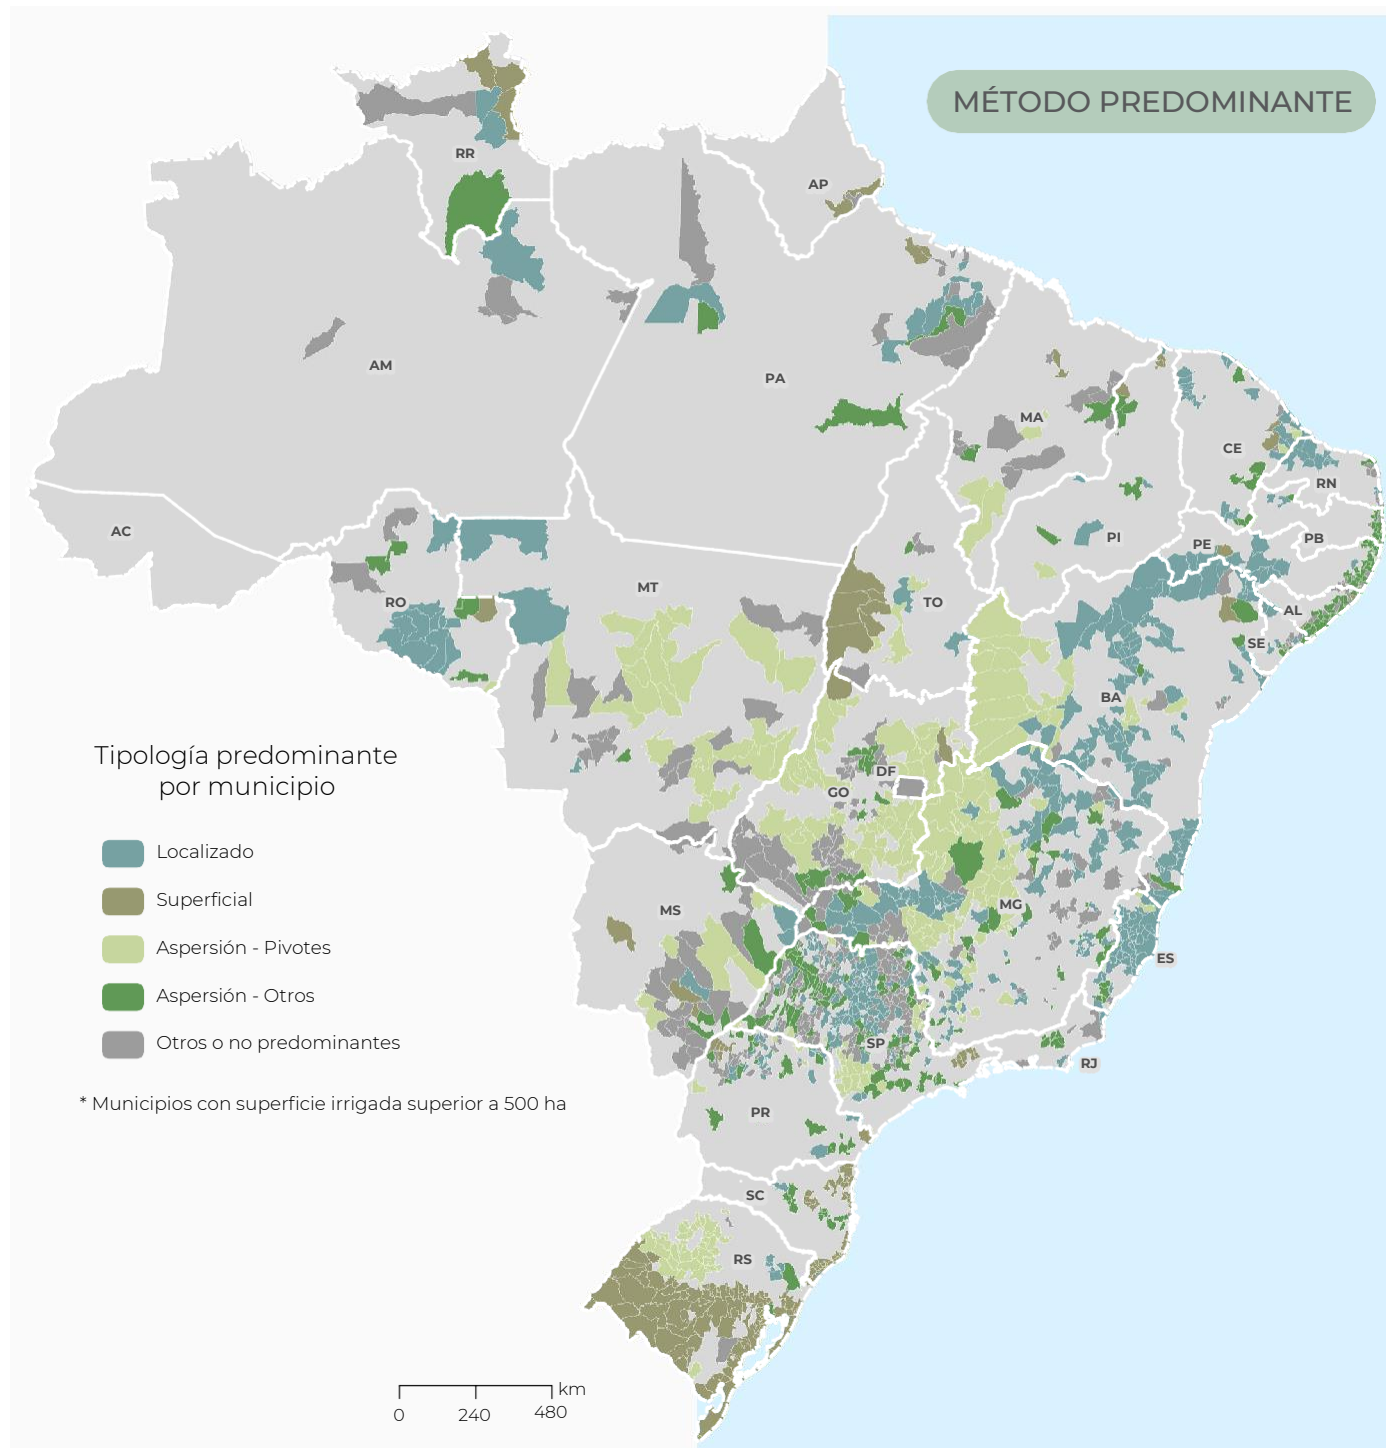 MÉTODO PREDOMINANTE
RR
AP
AM
PA
MA
CE
RN
AC
PI
PE
PB
RO
MT
TO
AL
SE
BA
DF
GO
MS
MG
ES
SP
RJ
PR
SC
RS
Tipología predominante
por municipio
Localizado
Superficial
Aspersión - Pivotes
Aspersión - Otros
Otros o no predominantes
* Municipios con superficie irrigada superior a 500 ha
km
0 240 480